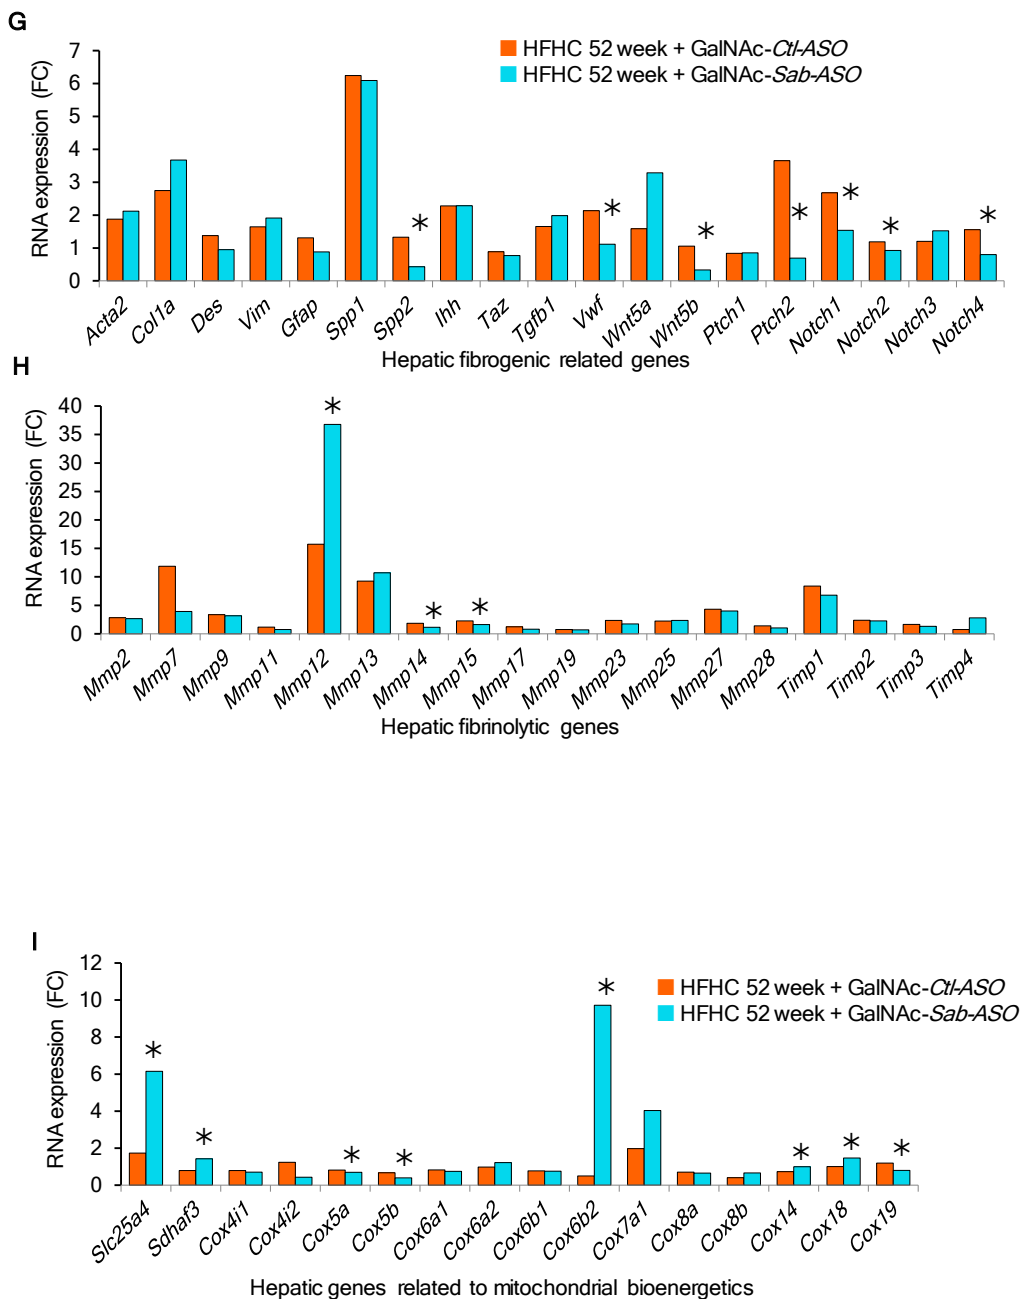 G
HFHC 52 week + GalNAc-Ctl-ASO
HFHC 52 week + GalNAc-Sab-ASO
RNA expression (FC)
7
6
5
4
3
2
1
0
*
*
*
*
*
*
*
Acta2
Col1a
Des
Vim
Gfap
Spp1
Spp2
Ihh
Taz
Tgfb1
Vwf
Wnt5a
Wnt5b
Ptch1
Ptch2
Notch1
Notch2
Notch3
Notch4
Hepatic fibrogenic related genes
H
RNA expression (FC)
40
35
30
25
20
15
10
5
0
*
*
*
Mmp2
Mmp7
Mmp9
Mmp11
Mmp12
Mmp13
Mmp14
Mmp15
Mmp17
Mmp19
Mmp23
Mmp25
Mmp27
Mmp28
Timp1
Timp2
Timp3
Timp4
Hepatic fibrinolytic genes
I
HFHC 52 week + GalNAc-Ctl-ASO
HFHC 52 week + GalNAc-Sab-ASO
RNA expression (FC)
12
10
8
6
4
2
0
*
*
*
*
*
*
*
*
Slc25a4
Sdhaf3
Cox4i1
Cox4i2
Cox5a
Cox5b
Cox6a1
Cox6a2
Cox6b1
Cox6b2
Cox7a1
Cox8a
Cox8b
Cox14
Cox18
Cox19
Hepatic genes related to mitochondrial bioenergetics